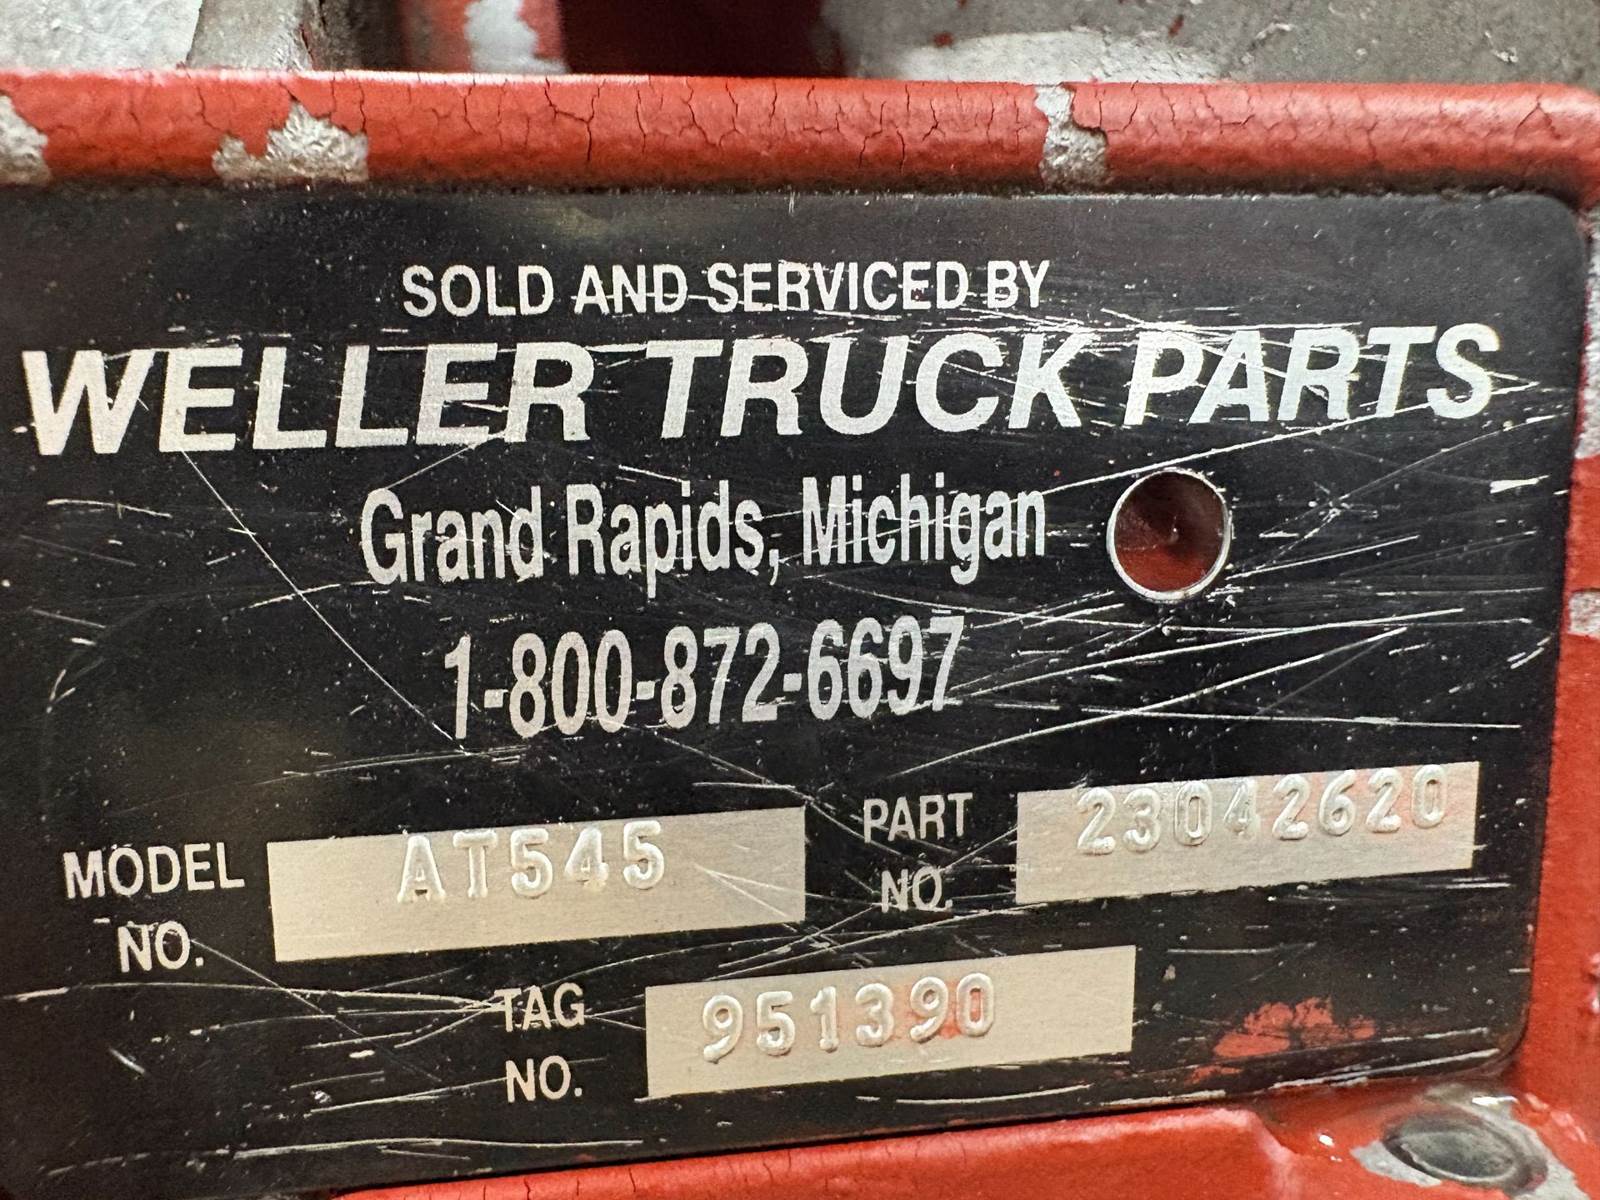 SOLD AND SERVICED BY
WELLER TRUCK PARTS
Grand Rapids, Michigan
1-800-872-6697
MODEL NO. AT545
PART NO. 23042620
TAG NO. 951390